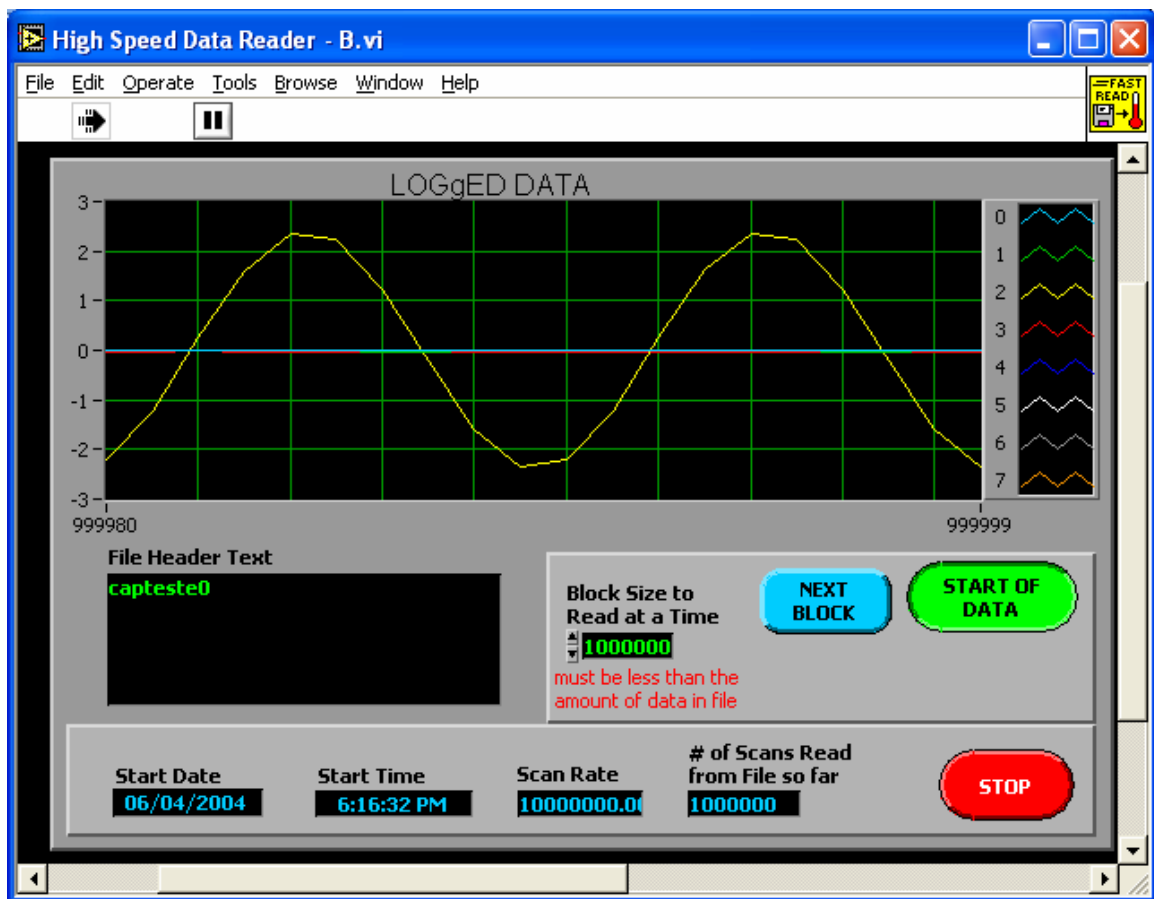 High Speed Data Reader - B.vi
File Edit Operate Tools Browse Window Help
FAST
READ
LOGgED DATA
3
2
1
0
-1
-2
-3
999980
999999
0
1
2
3
4
5
6
7
File Header Text
capteste0
Block Size to
Read at a Time
1000000
must be less than the
amount of data in file
NEXT
BLOCK
START OF
DATA
Start Date
06/04/2004
Start Time
6:16:32 PM
Scan Rate
10000000.0
# of Scans Read
from File so far
1000000
STOP